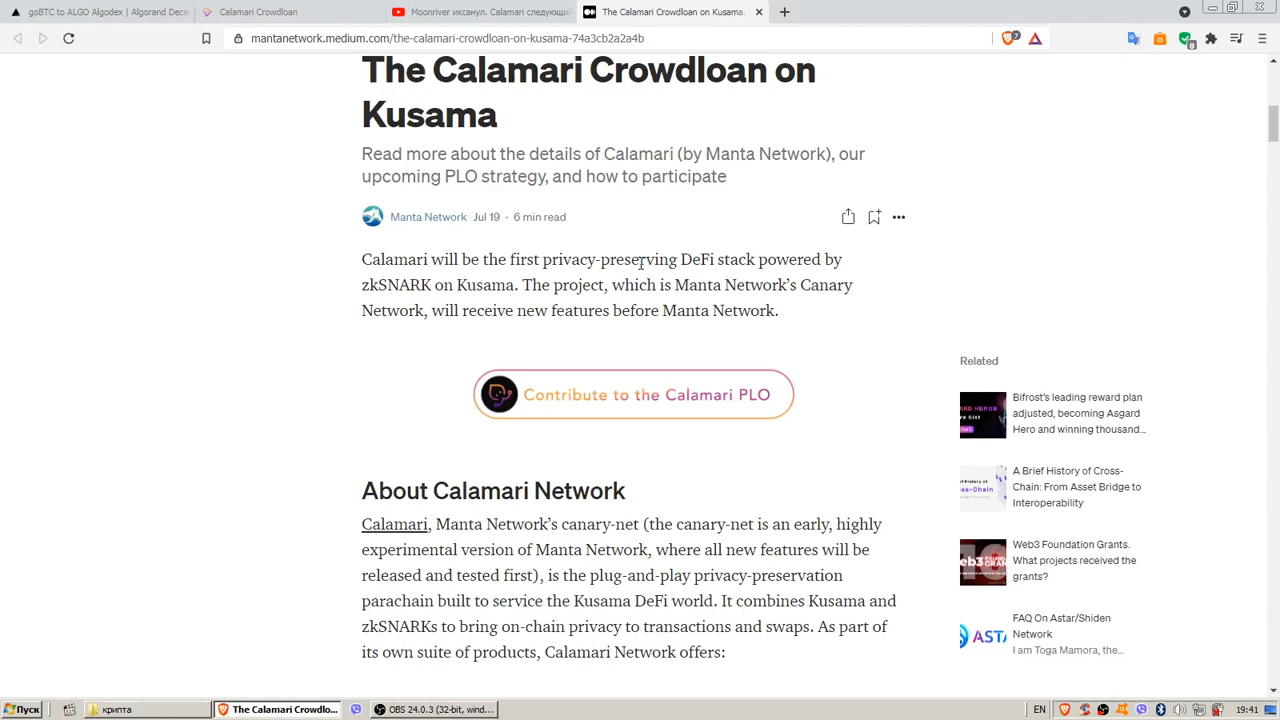 goBTC to ALGO Algodex | Algorand Dece
Calamari Crowdloan
Moonriver иксанул. Calamari следующий
The Calamari Crowdloan on Kusama.
mantanetwork.medium.com/the-calamari-crowdloan-on-kusama-74a3cb2a2a4b
The Calamari Crowdloan on
Kusama
Read more about the details of Calamari (by Manta Network), our
upcoming PLO strategy, and how to participate
Manta Network Jul 19 · 6 min read
Calamari will be the first privacy-preserving DeFi stack powered by
zkSNARK on Kusama. The project, which is Manta Network’s Canary
Network, will receive new features before Manta Network.
Contribute to the Calamari PLO
About Calamari Network
Calamari, Manta Network’s canary-net (the canary-net is an early, highly
experimental version of Manta Network, where all new features will be
released and tested first), is the plug-and-play privacy-preservation
parachain built to service the Kusama DeFi world. It combines Kusama and
zkSNARKs to bring on-chain privacy to transactions and swaps. As part of
its own suite of products, Calamari Network offers:
Related
Bifrost’s leading reward plan
adjusted, becoming Asgard
Hero and winning thousand…
A Brief History of Cross-
Chain: From Asset Bridge to
Interoperability
Web3 Foundation Grants.
What projects received the
grants?
FAQ On Astar/Shiden
Network
I am Toga Mamora, the…
ASTA
Пуск
крипта
The Calamari Crowdlo...
OBS 24.0.3 (32-bit, wind...
EN
19:41